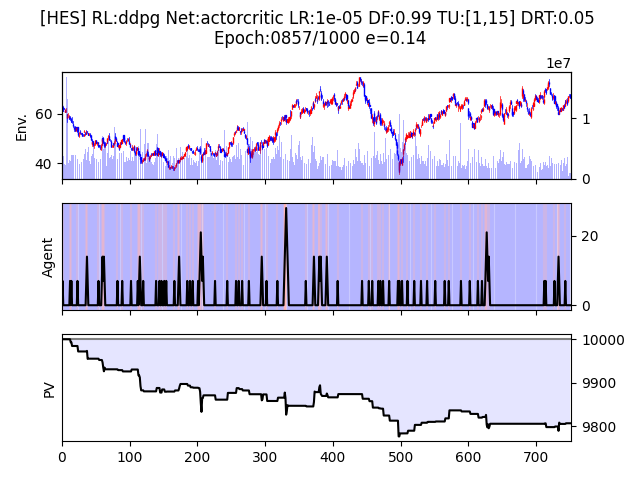 [HES] RL:ddpg Net:actorcritic LR:1e-05 DF:0.99 TU:[1,15] DRT:0.05
Epoch:0857/1000 e=0.14
1e7
Env.
60
40
1
0
Agent
20
0
PV
10000
9900
9800
0 100 200 300 400 500 600 700